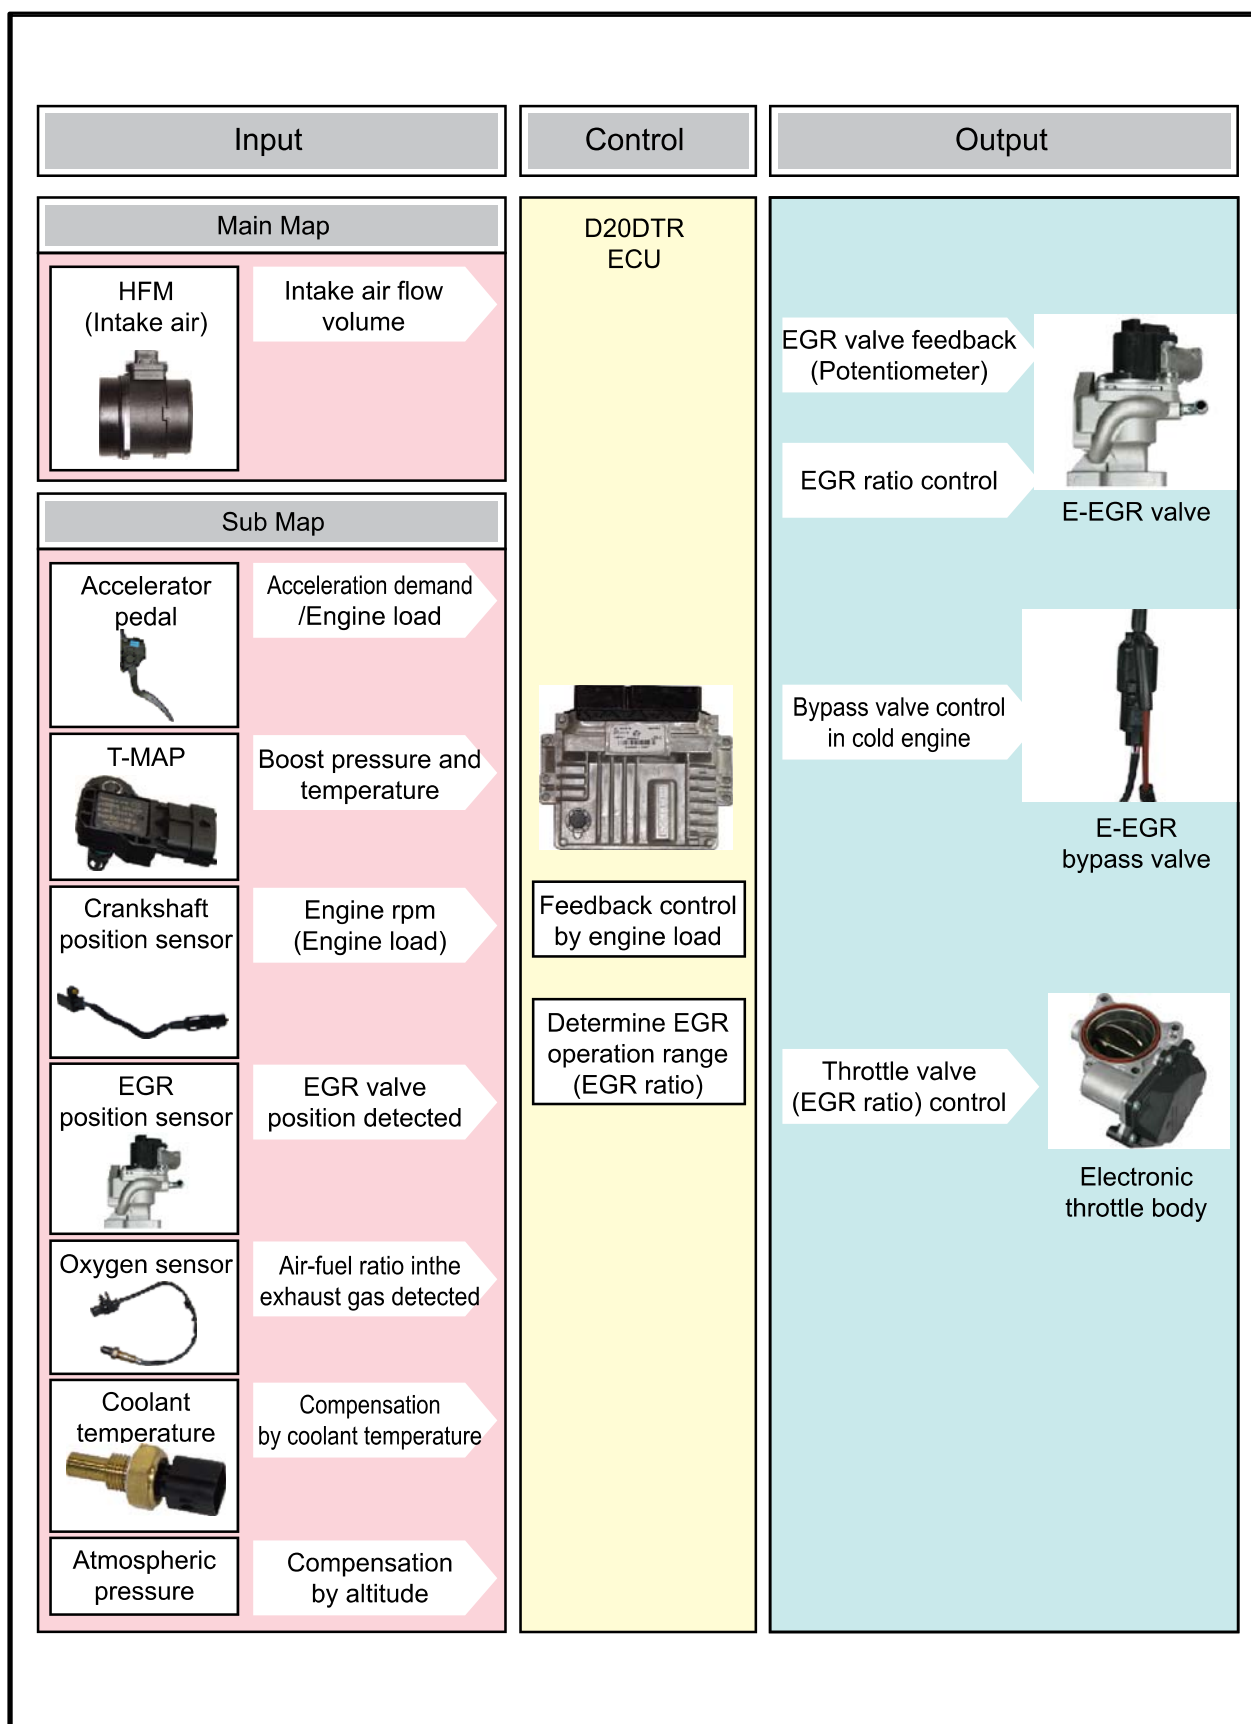 Input
Control
Output
Main Map
HFM
(Intake air)
Intake air flow
volume
Sub Map
Accelerator
pedal
Acceleration demand
/Engine load
T-MAP
Boost pressure and
temperature
Crankshaft
position sensor
Engine rpm
(Engine load)
EGR
position sensor
EGR valve
position detected
Oxygen sensor
Air-fuel ratio inthe
exhaust gas detected
Coolant
temperature
Compensation
by coolant temperature
Atmospheric
pressure
Compensation
by altitude
D20DTR
ECU
Feedback control
by engine load
Determine EGR
operation range
(EGR ratio)
EGR valve feedback
(Potentiometer)
EGR ratio control
E-EGR valve
Bypass valve control
in cold engine
E-EGR
bypass valve
Throttle valve
(EGR ratio) control
Electronic
throttle body